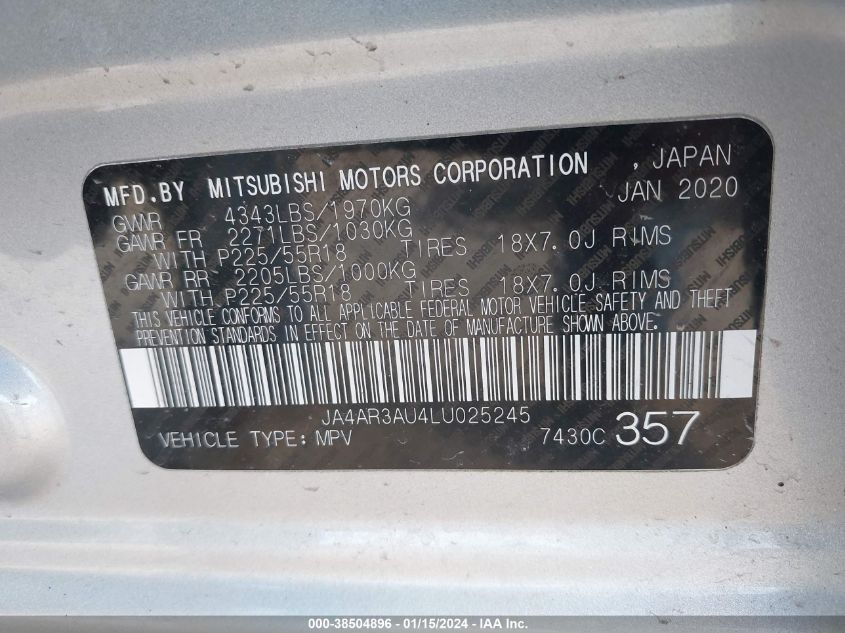 MFD.BY MITSUBISHI MOTORS CORPORATION , JAPAN
JAN 2020
GVWR 4343LBS/1970KG
GAWR FR 2271LBS/1030KG
WITH P225/55R18 TIRES 18X7.0J RIMS
GAWR RR 2205LBS/1000KG
WITH P225/55R18 TIRES 18X7.0J RIMS
THIS VEHICLE CONFORMS TO ALL APPLICABLE FEDERAL MOTOR VEHICLE SAFETY AND THEFT
PREVENTION STANDARDS IN EFFECT ON THE DATE OF MANUFACTURE SHOWN ABOVE.
JA4AR3AU4LU025245
VEHICLE TYPE: MPV 7430C 357
000-38504896 - 01/15/2024 - IAA Inc.